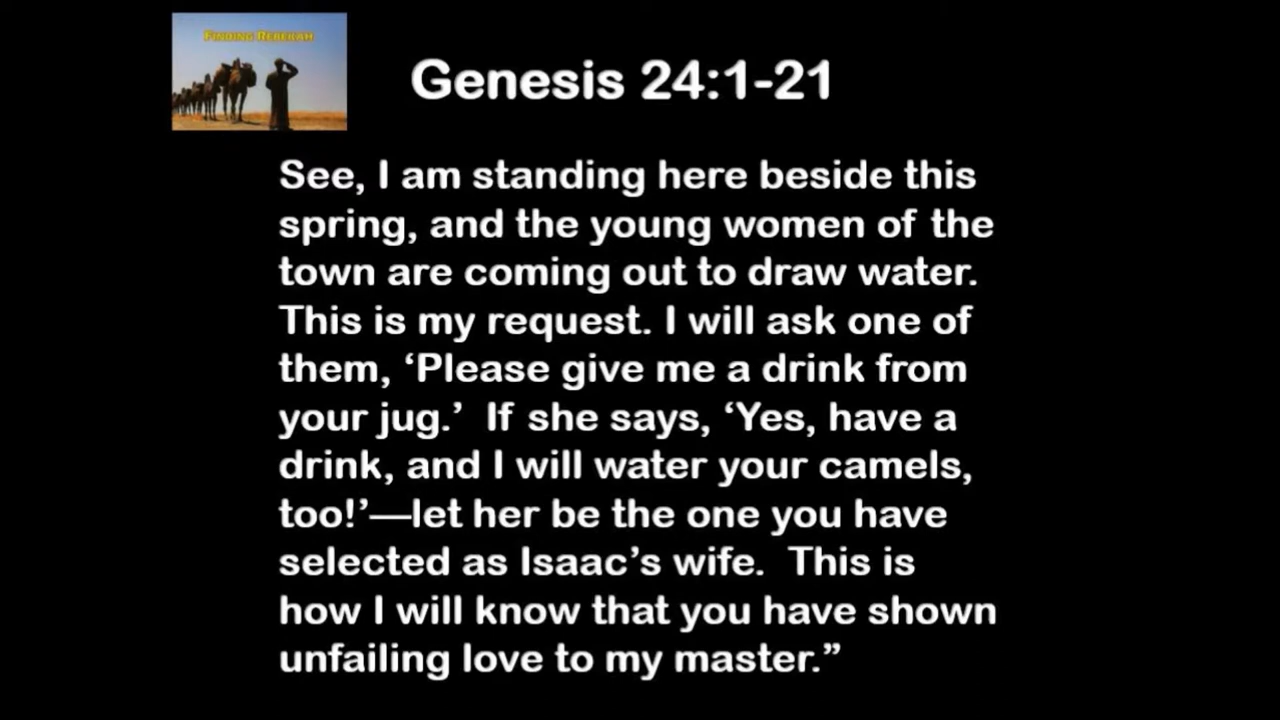 Finding Rebekah
Genesis 24:1-21
See, I am standing here beside this
spring, and the young women of the
town are coming out to draw water.
This is my request. I will ask one of
them, ‘Please give me a drink from
your jug.’  If she says, ‘Yes, have a
drink, and I will water your camels,
too!’—let her be the one you have
selected as Isaac’s wife.  This is
how I will know that you have shown
unfailing love to my master.”